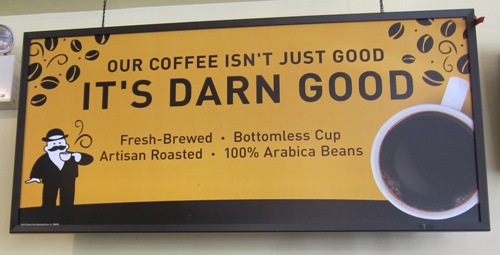 OUR COFFEE ISN'T JUST GOOD
IT'S DARN GOOD
Fresh-Brewed • Bottomless Cup
Artisan Roasted • 100% Arabica Beans